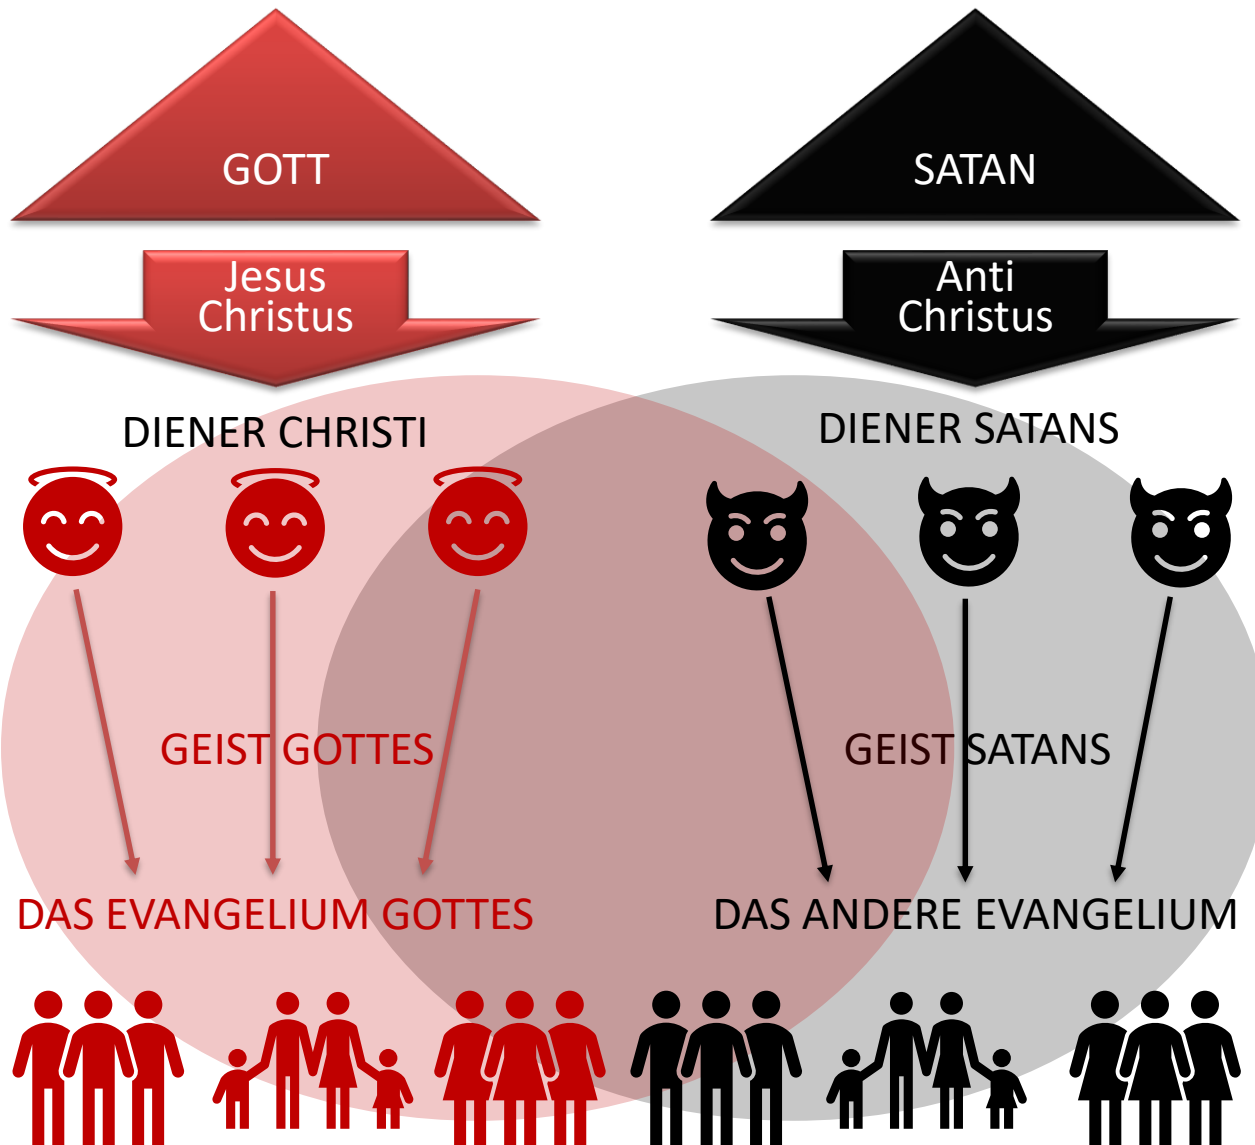 GOTT
SATAN
Jesus
Christus
Anti
Christus
DIENER CHRISTI
DIENER SATANS
GEIST GOTTES
GEIST SATANS
DAS EVANGELIUM GOTTES
DAS ANDERE EVANGELIUM